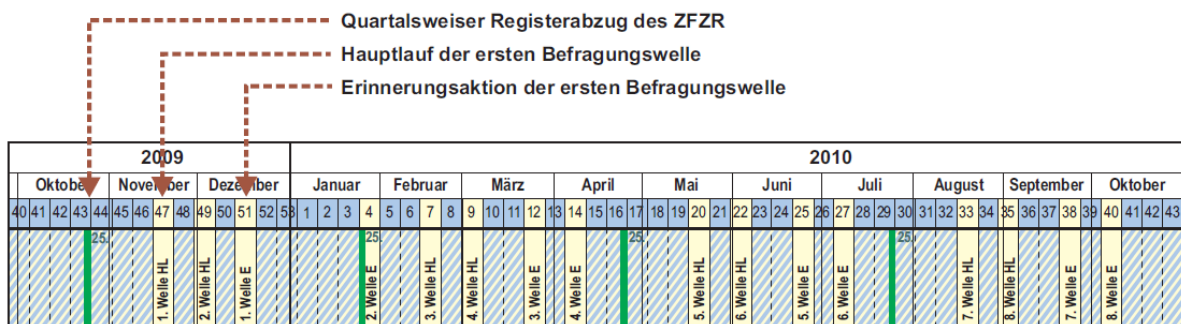 Quartalsweiser Registerabzug des ZFZR
Hauptlauf der ersten Befragungswelle
Erinnerungsaktion der ersten Befragungswelle
2009 2010
Oktober November Dezember Januar Februar März April Mai Juni Juli August September Oktober
40 41 42 43 44 45 46 47 48 49 50 51 52 53 1 2 3 4 5 6 7 8 9 10 11 12 13 14 15 16 17 18 19 20 21 22 23 24 25 26 27 28 29 30 31 32 33 34 35 36 37 38 39 40 41 42 43
25. 25. 25. 25.
1. Welle HL
2. Welle HL
1. Welle E
2. Welle E
3. Welle HL
4. Welle HL
3. Welle E
4. Welle E
5. Welle HL
6. Welle HL
5. Welle E
6. Welle E
7. Welle HL
8. Welle HL
7. Welle E
8. Welle E